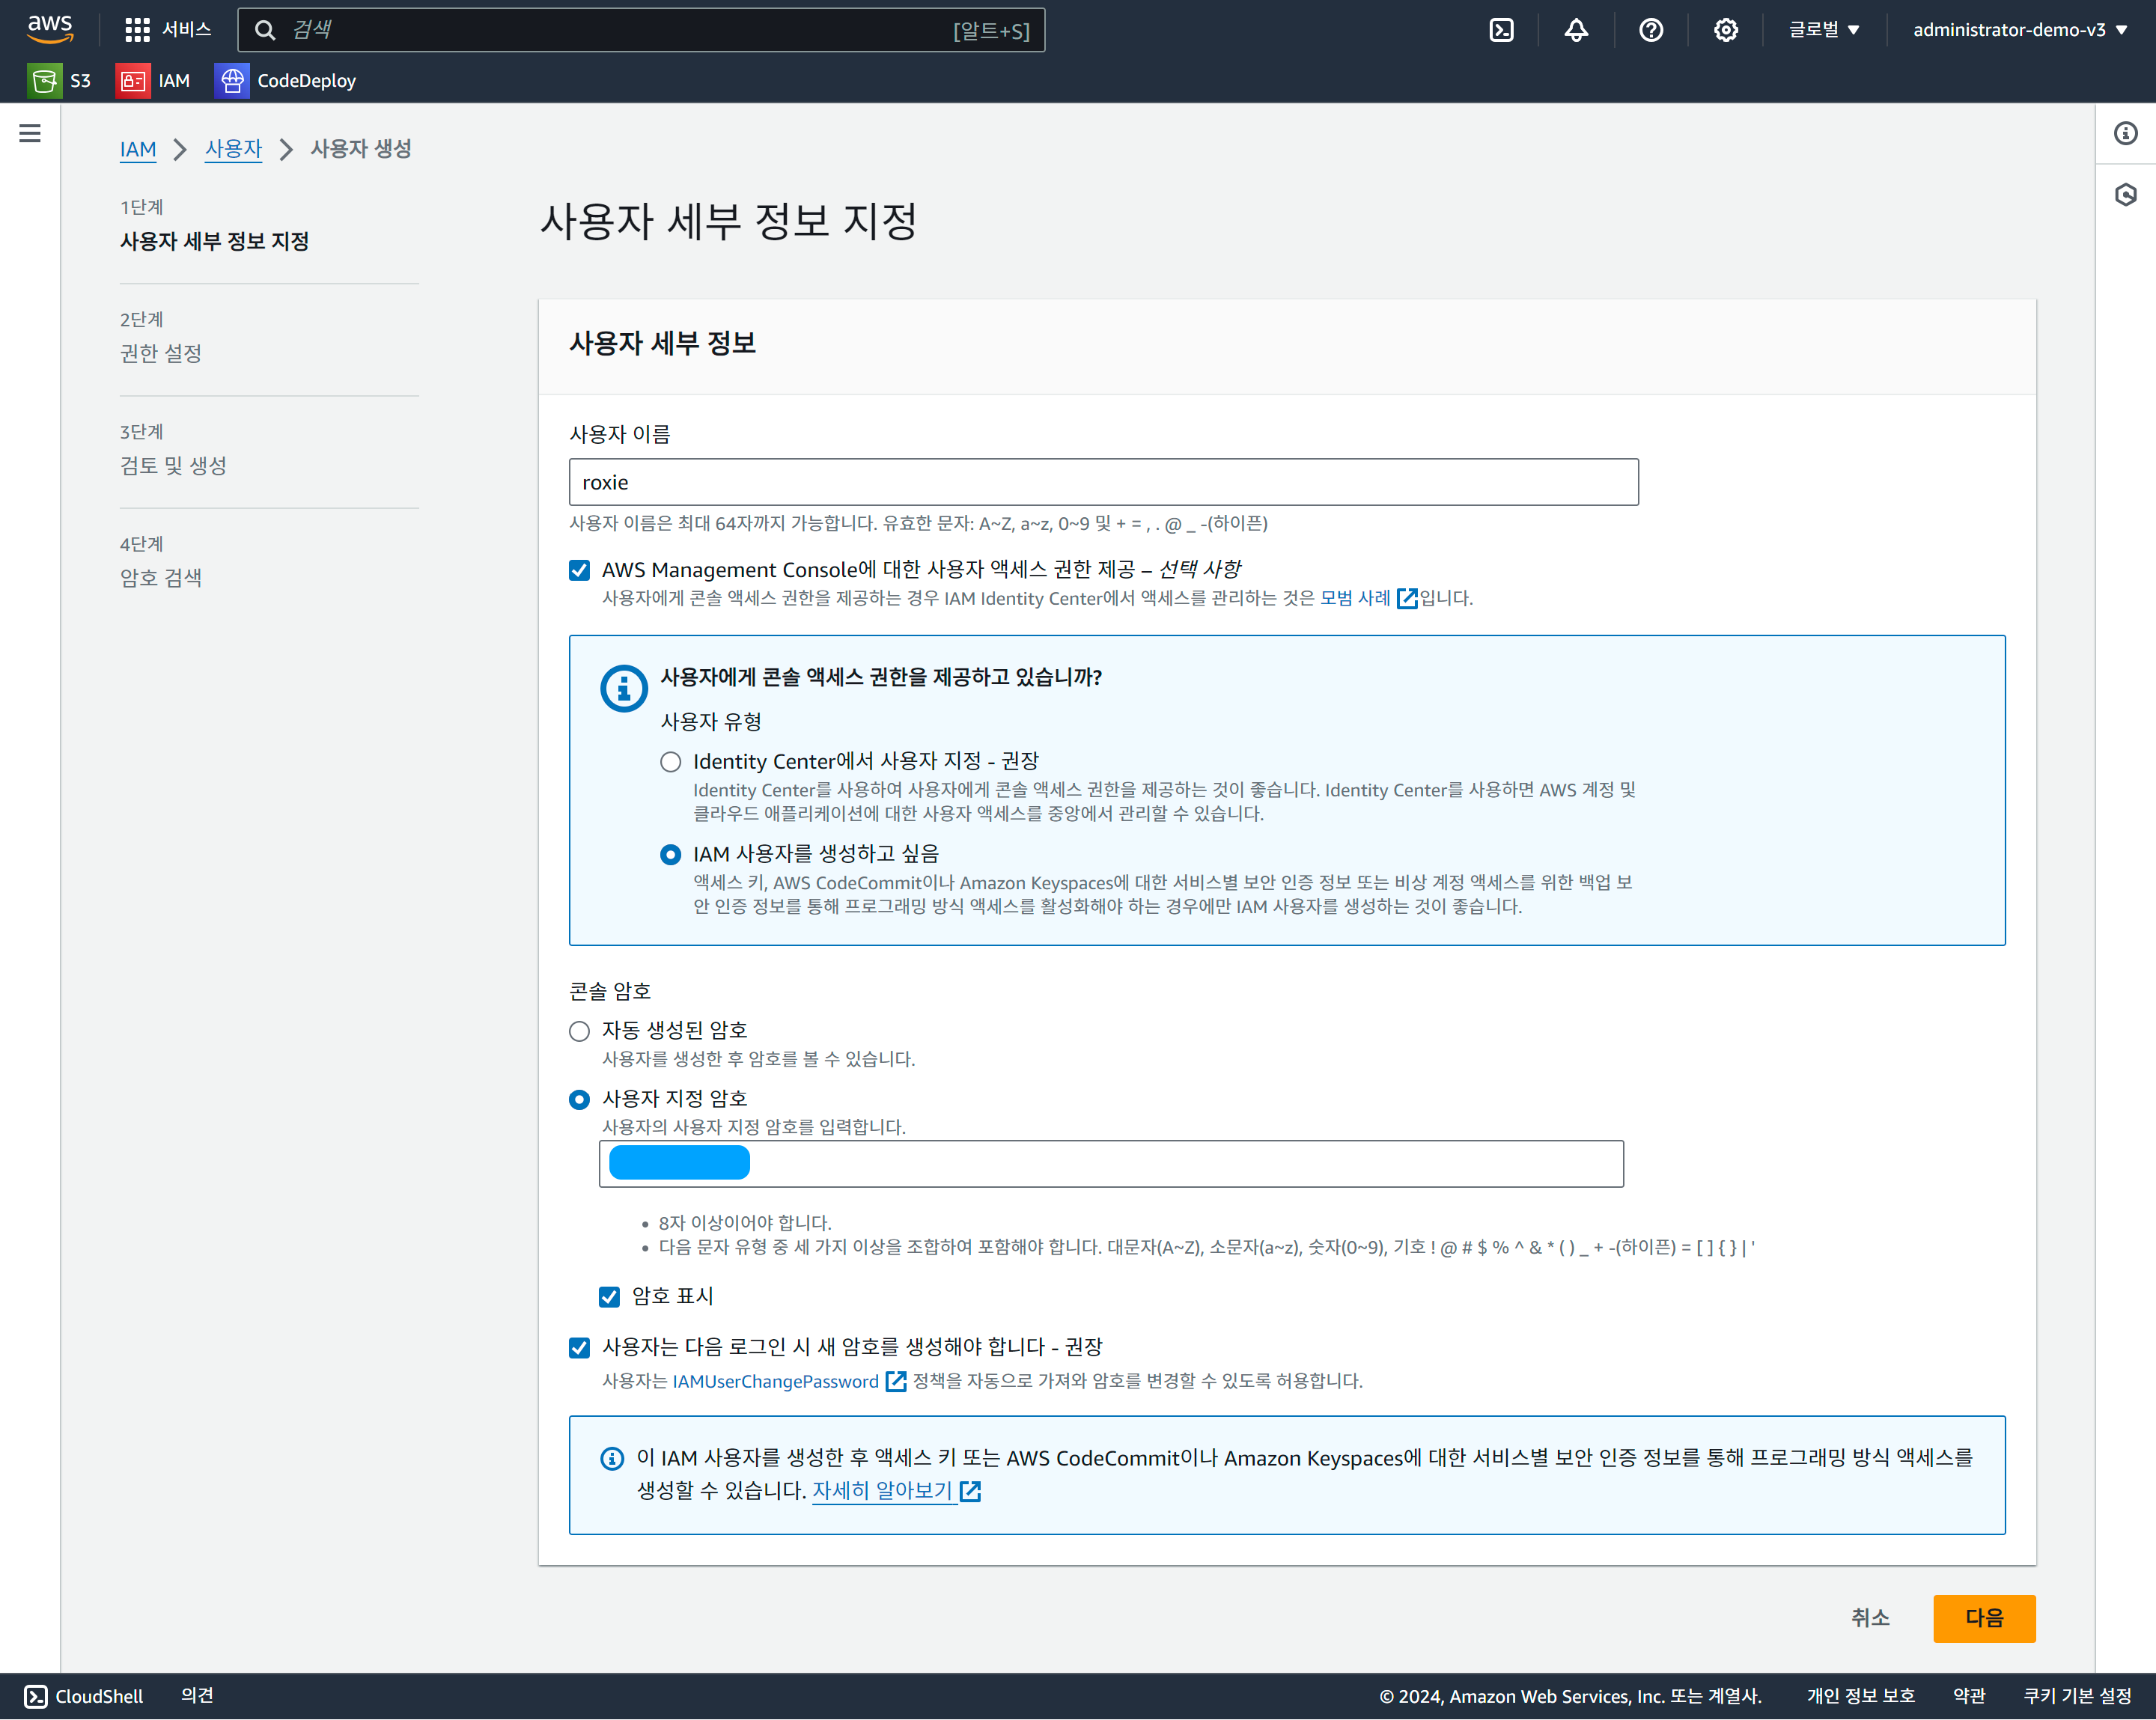 aws
서비스
검색
[알트+S]
글로벌
administrator-demo-v3
S3
IAM
CodeDeploy
IAM
사용자
사용자 생성
1단계
사용자 세부 정보 지정
2단계
권한 설정
3단계
검토 및 생성
4단계
암호 검색
사용자 세부 정보 지정
사용자 세부 정보
사용자 이름
roxie
사용자 이름은 최대 64자까지 가능합니다. 유효한 문자: A~Z, a~z, 0~9 및 + = , . @ _ -(하이픈)
AWS Management Console에 대한 사용자 액세스 권한 제공 – 선택 사항
사용자에게 콘솔 액세스 권한을 제공하는 경우 IAM Identity Center에서 액세스를 관리하는 것은 모범 사례 입니다.
사용자에게 콘솔 액세스 권한을 제공하고 있습니까?
사용자 유형
Identity Center에서 사용자 지정 - 권장
Identity Center를 사용하여 사용자에게 콘솔 액세스 권한을 제공하는 것이 좋습니다. Identity Center를 사용하면 AWS 계정 및
클라우드 애플리케이션에 대한 사용자 액세스를 중앙에서 관리할 수 있습니다.
IAM 사용자를 생성하고 싶음
액세스 키, AWS CodeCommit이나 Amazon Keyspaces에 대한 서비스별 보안 인증 정보 또는 비상 계정 액세스를 위한 백업 보
안 인증 정보를 통해 프로그래밍 방식 액세스를 활성화해야 하는 경우에만 IAM 사용자를 생성하는 것이 좋습니다.
콘솔 암호
자동 생성된 암호
사용자를 생성한 후 암호를 볼 수 있습니다.
사용자 지정 암호
사용자의 사용자 지정 암호를 입력합니다.
• 8자 이상이어야 합니다.
• 다음 문자 유형 중 세 가지 이상을 조합하여 포함해야 합니다. 대문자(A~Z), 소문자(a~z), 숫자(0~9), 기호 ! @ # $ % ^ & * ( ) _ + -(하이픈) = [ ] { } | '
암호 표시
사용자는 다음 로그인 시 새 암호를 생성해야 합니다 - 권장
사용자는 IAMUserChangePassword 정책을 자동으로 가져와 암호를 변경할 수 있도록 허용합니다.
이 IAM 사용자를 생성한 후 액세스 키 또는 AWS CodeCommit이나 Amazon Keyspaces에 대한 서비스별 보안 인증 정보를 통해 프로그래밍 방식 액세스를
생성할 수 있습니다. 자세히 알아보기
취소
다음
CloudShell
의견
© 2024, Amazon Web Services, Inc. 또는 계열사.
개인 정보 보호
약관
쿠키 기본 설정